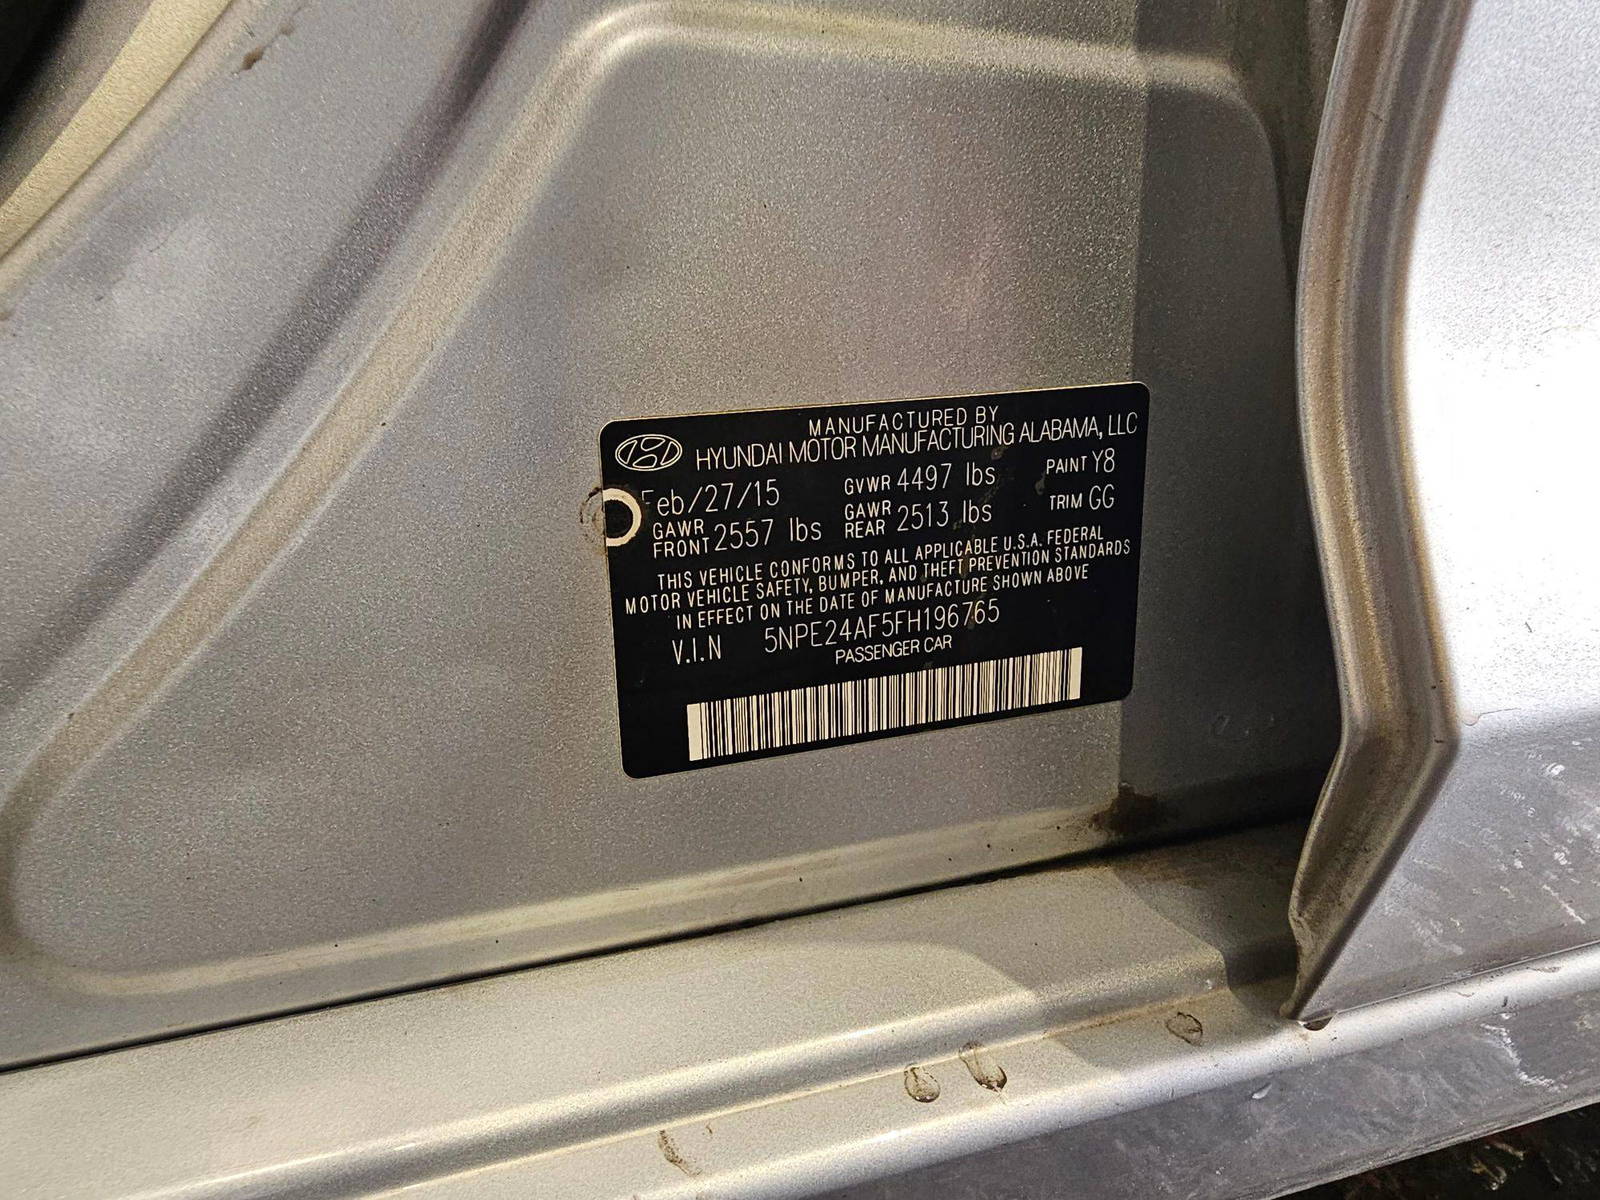 MANUFACTURED BY
HYUNDAI MOTOR MANUFACTURING ALABAMA, LLC
Feb/27/15 GVWR 4497 lbs PAINT Y8
GAWR FRONT 2557 lbs GAWR REAR 2513 lbs TRIM GG
THIS VEHICLE CONFORMS TO ALL APPLICABLE U.S.A. FEDERAL
MOTOR VEHICLE SAFETY, BUMPER, AND THEFT PREVENTION STANDARDS
IN EFFECT ON THE DATE OF MANUFACTURE SHOWN ABOVE
V.I.N 5NPE24AF5FH196765
PASSENGER CAR